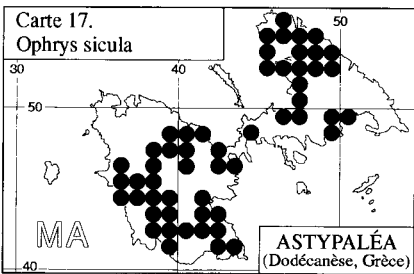 Carte 17.
Ophrys sicula
30
40
50
50
40
MA
ASTYPALÉA
(Dodécanèse, Grèce)